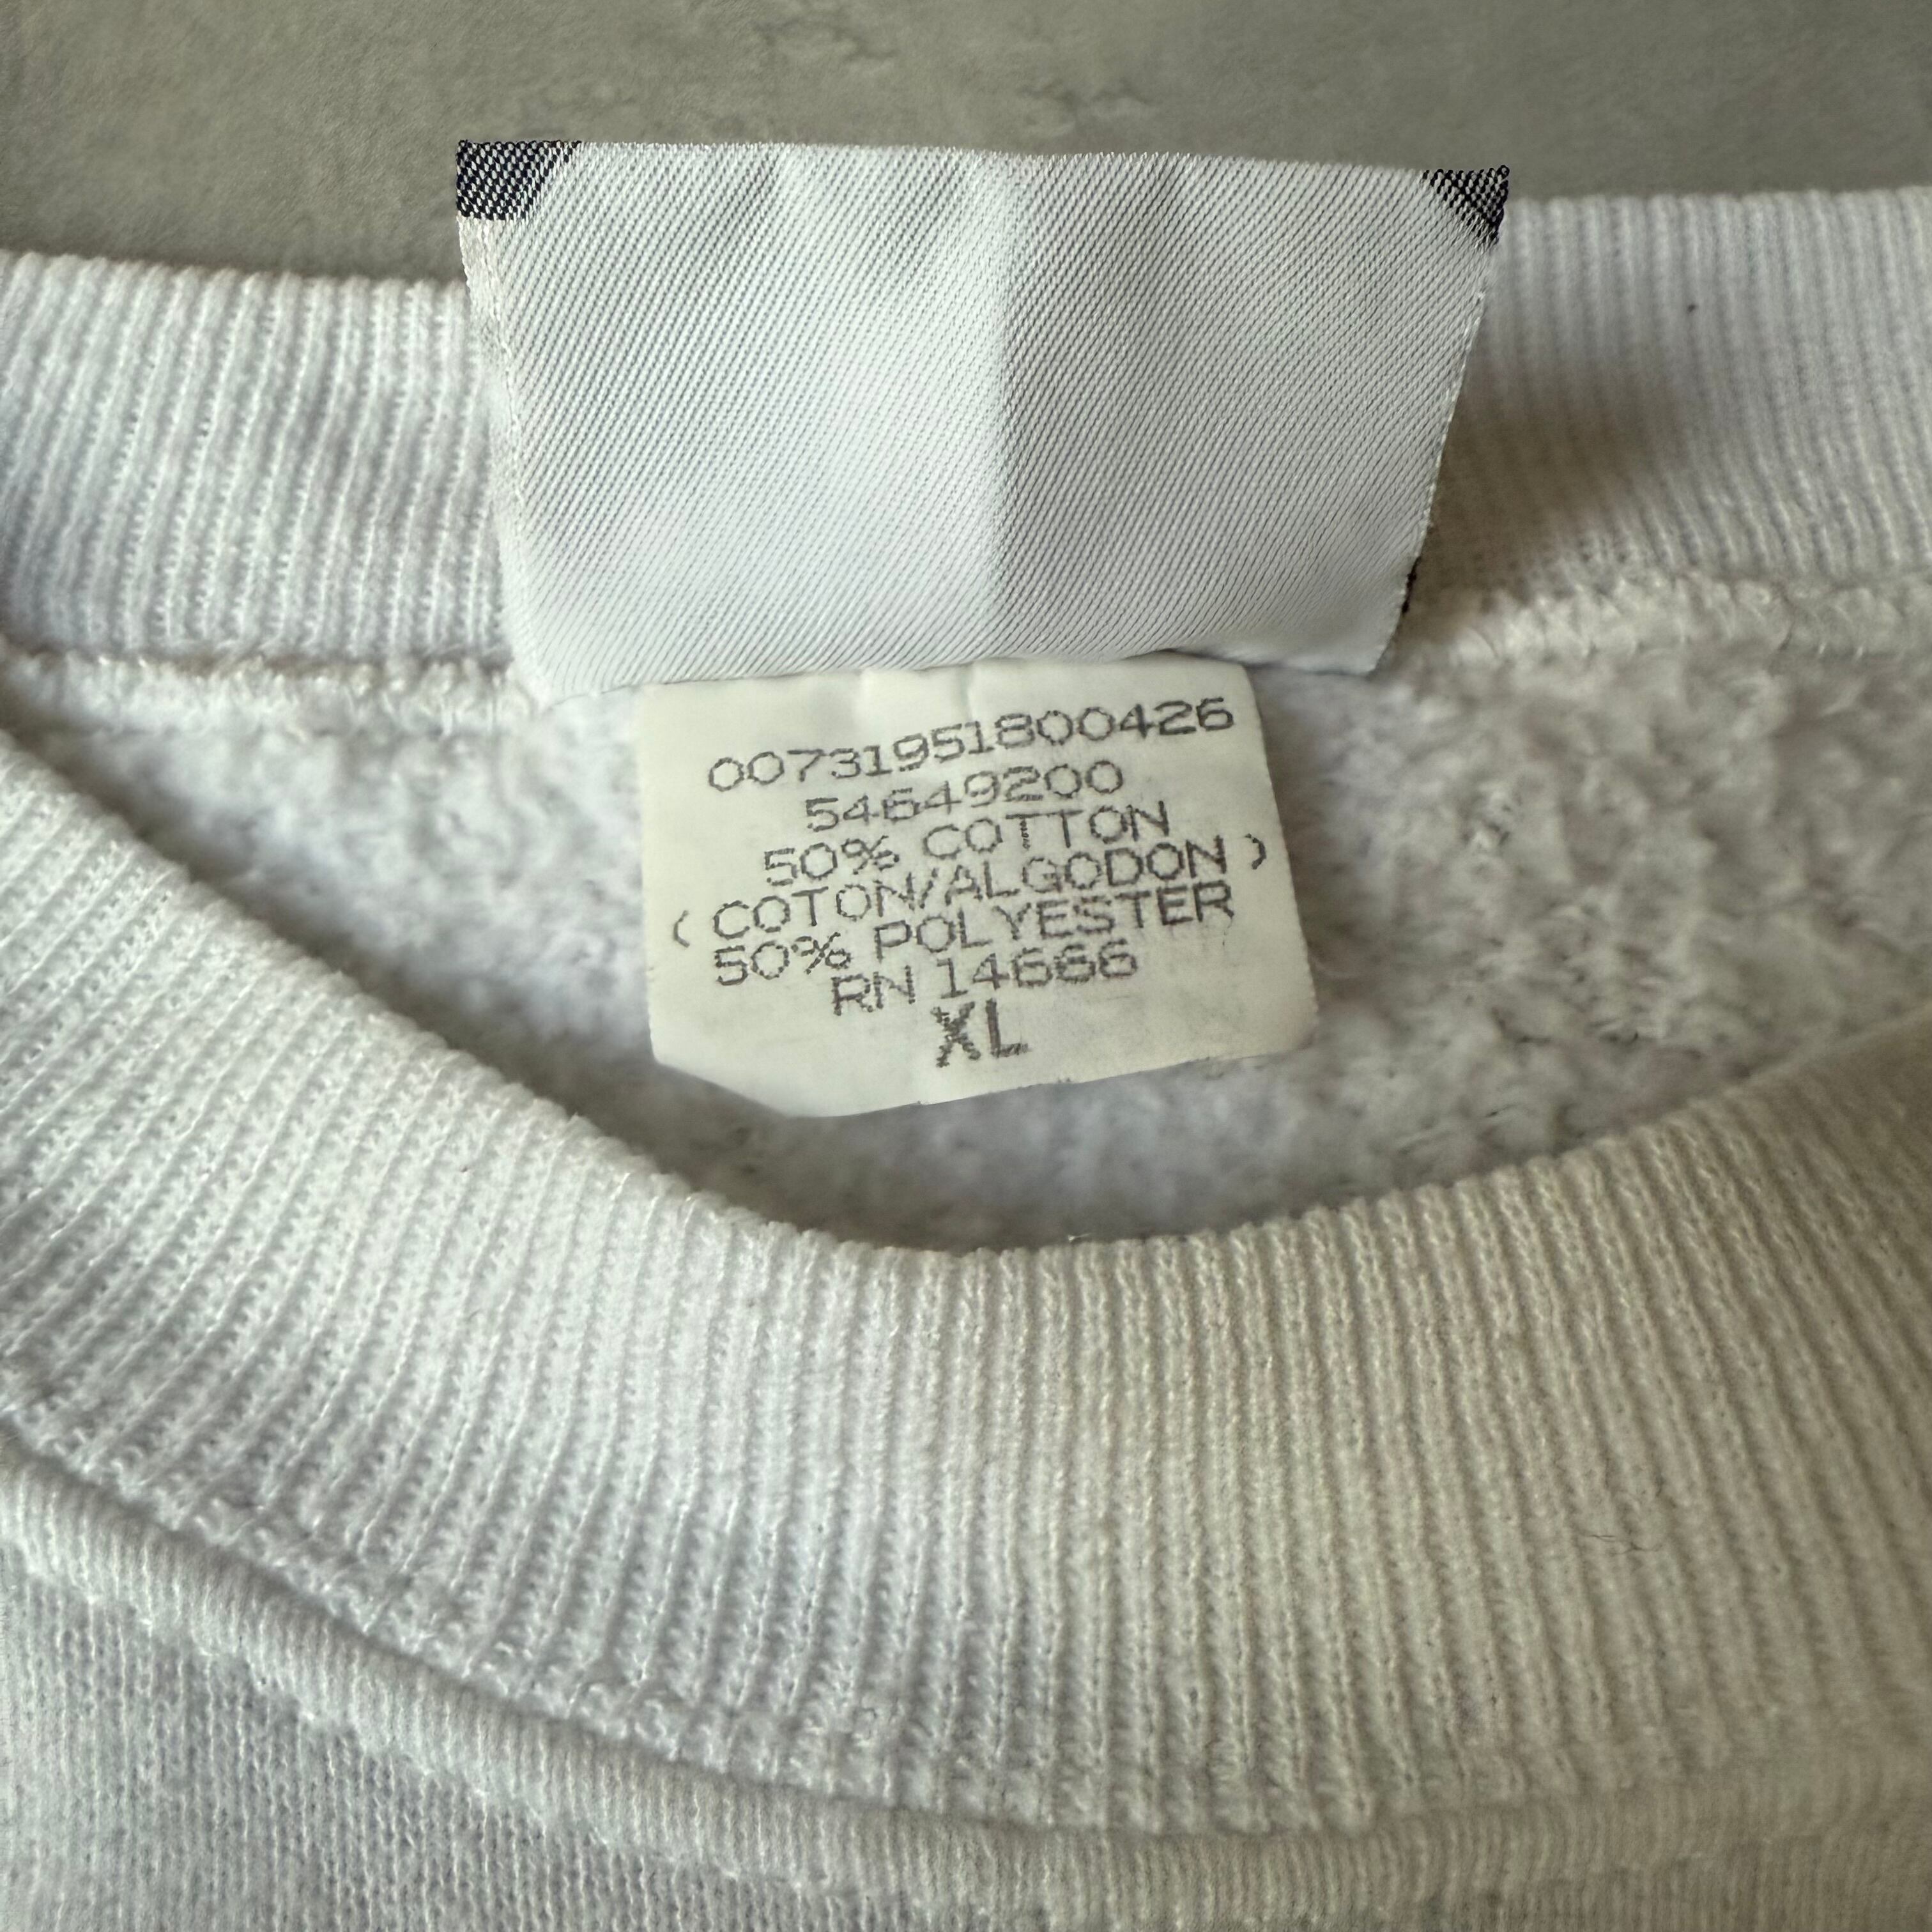 00731951800426
54649200
50% COTTON
( COTON/ALGODON )
50% POLYESTER
RN 14666
XL